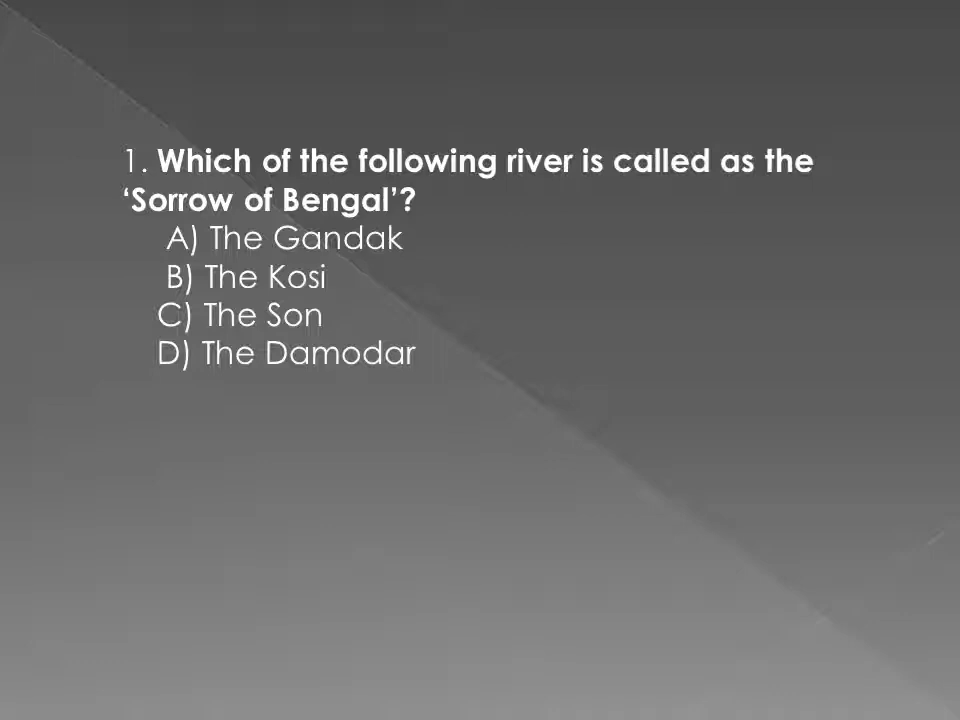 1. Which of the following river is called as the
‘Sorrow of Bengal’?
A) The Gandak
B) The Kosi
C) The Son
D) The Damodar